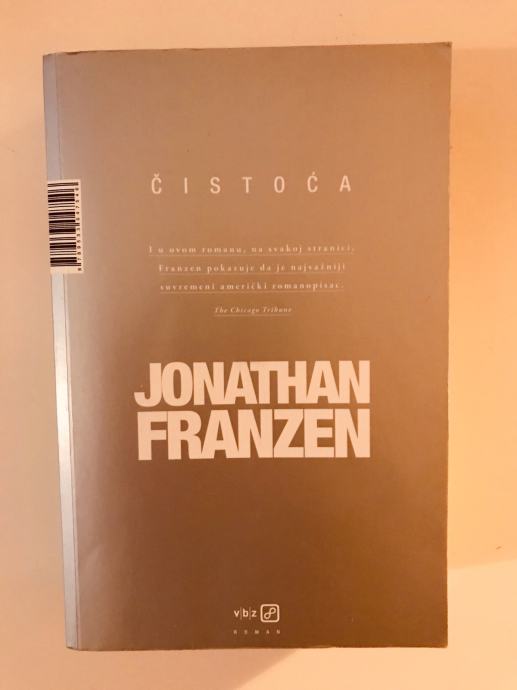 ČISTOĆA
I u ovom romanu, na svakoj stranici,
Franzen pokazuje da je najvažniji
suvremeni američki romanopisac.
The Chicago Tribune
JONATHAN
FRANZEN
v|b|z
ROMAN